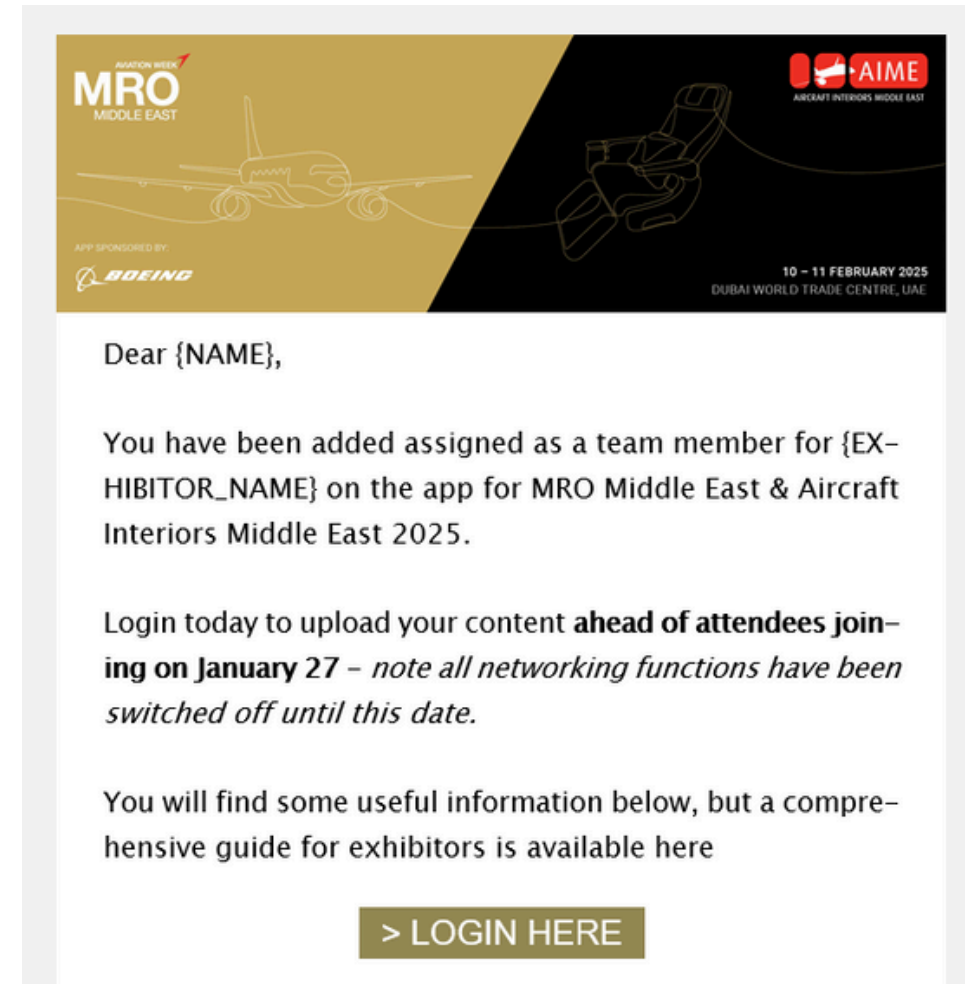 AVIATION WEEK
MRO
MIDDLE EAST
AIME
AIRCRAFT INTERIORS MIDDLE EAST
APP SPONSORED BY:
BOEING
10 – 11 FEBRUARY 2025
DUBAI WORLD TRADE CENTRE, UAE
Dear {NAME},
You have been added assigned as a team member for {EX-
HIBITOR_NAME} on the app for MRO Middle East & Aircraft
Interiors Middle East 2025.
Login today to upload your content ahead of attendees join-
ing on January 27 – note all networking functions have been
switched off until this date.
You will find some useful information below, but a compre-
hensive guide for exhibitors is available here
> LOGIN HERE